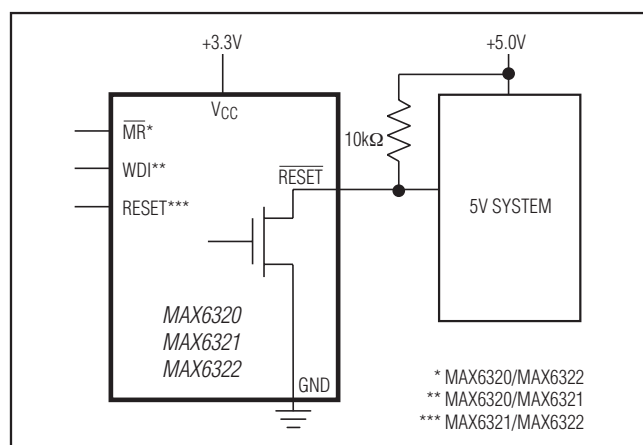 +3.3V
+5.0V
VCC
MR*
WDI**
RESET***
10kΩ
RESET
5V SYSTEM
MAX6320
MAX6321
MAX6322
GND
* MAX6320/MAX6322
** MAX6320/MAX6321
*** MAX6321/MAX6322